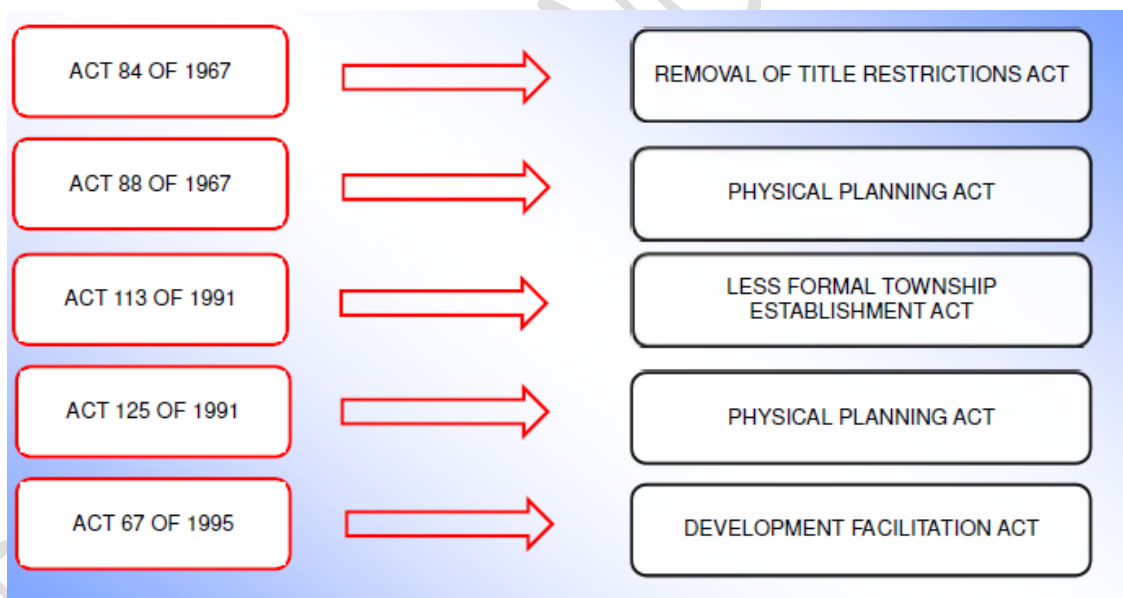 ACT 84 OF 1967
REMOVAL OF TITLE RESTRICTIONS ACT
ACT 88 OF 1967
PHYSICAL PLANNING ACT
ACT 113 OF 1991
LESS FORMAL TOWNSHIP
ESTABLISHMENT ACT
ACT 125 OF 1991
PHYSICAL PLANNING ACT
ACT 67 OF 1995
DEVELOPMENT FACILITATION ACT